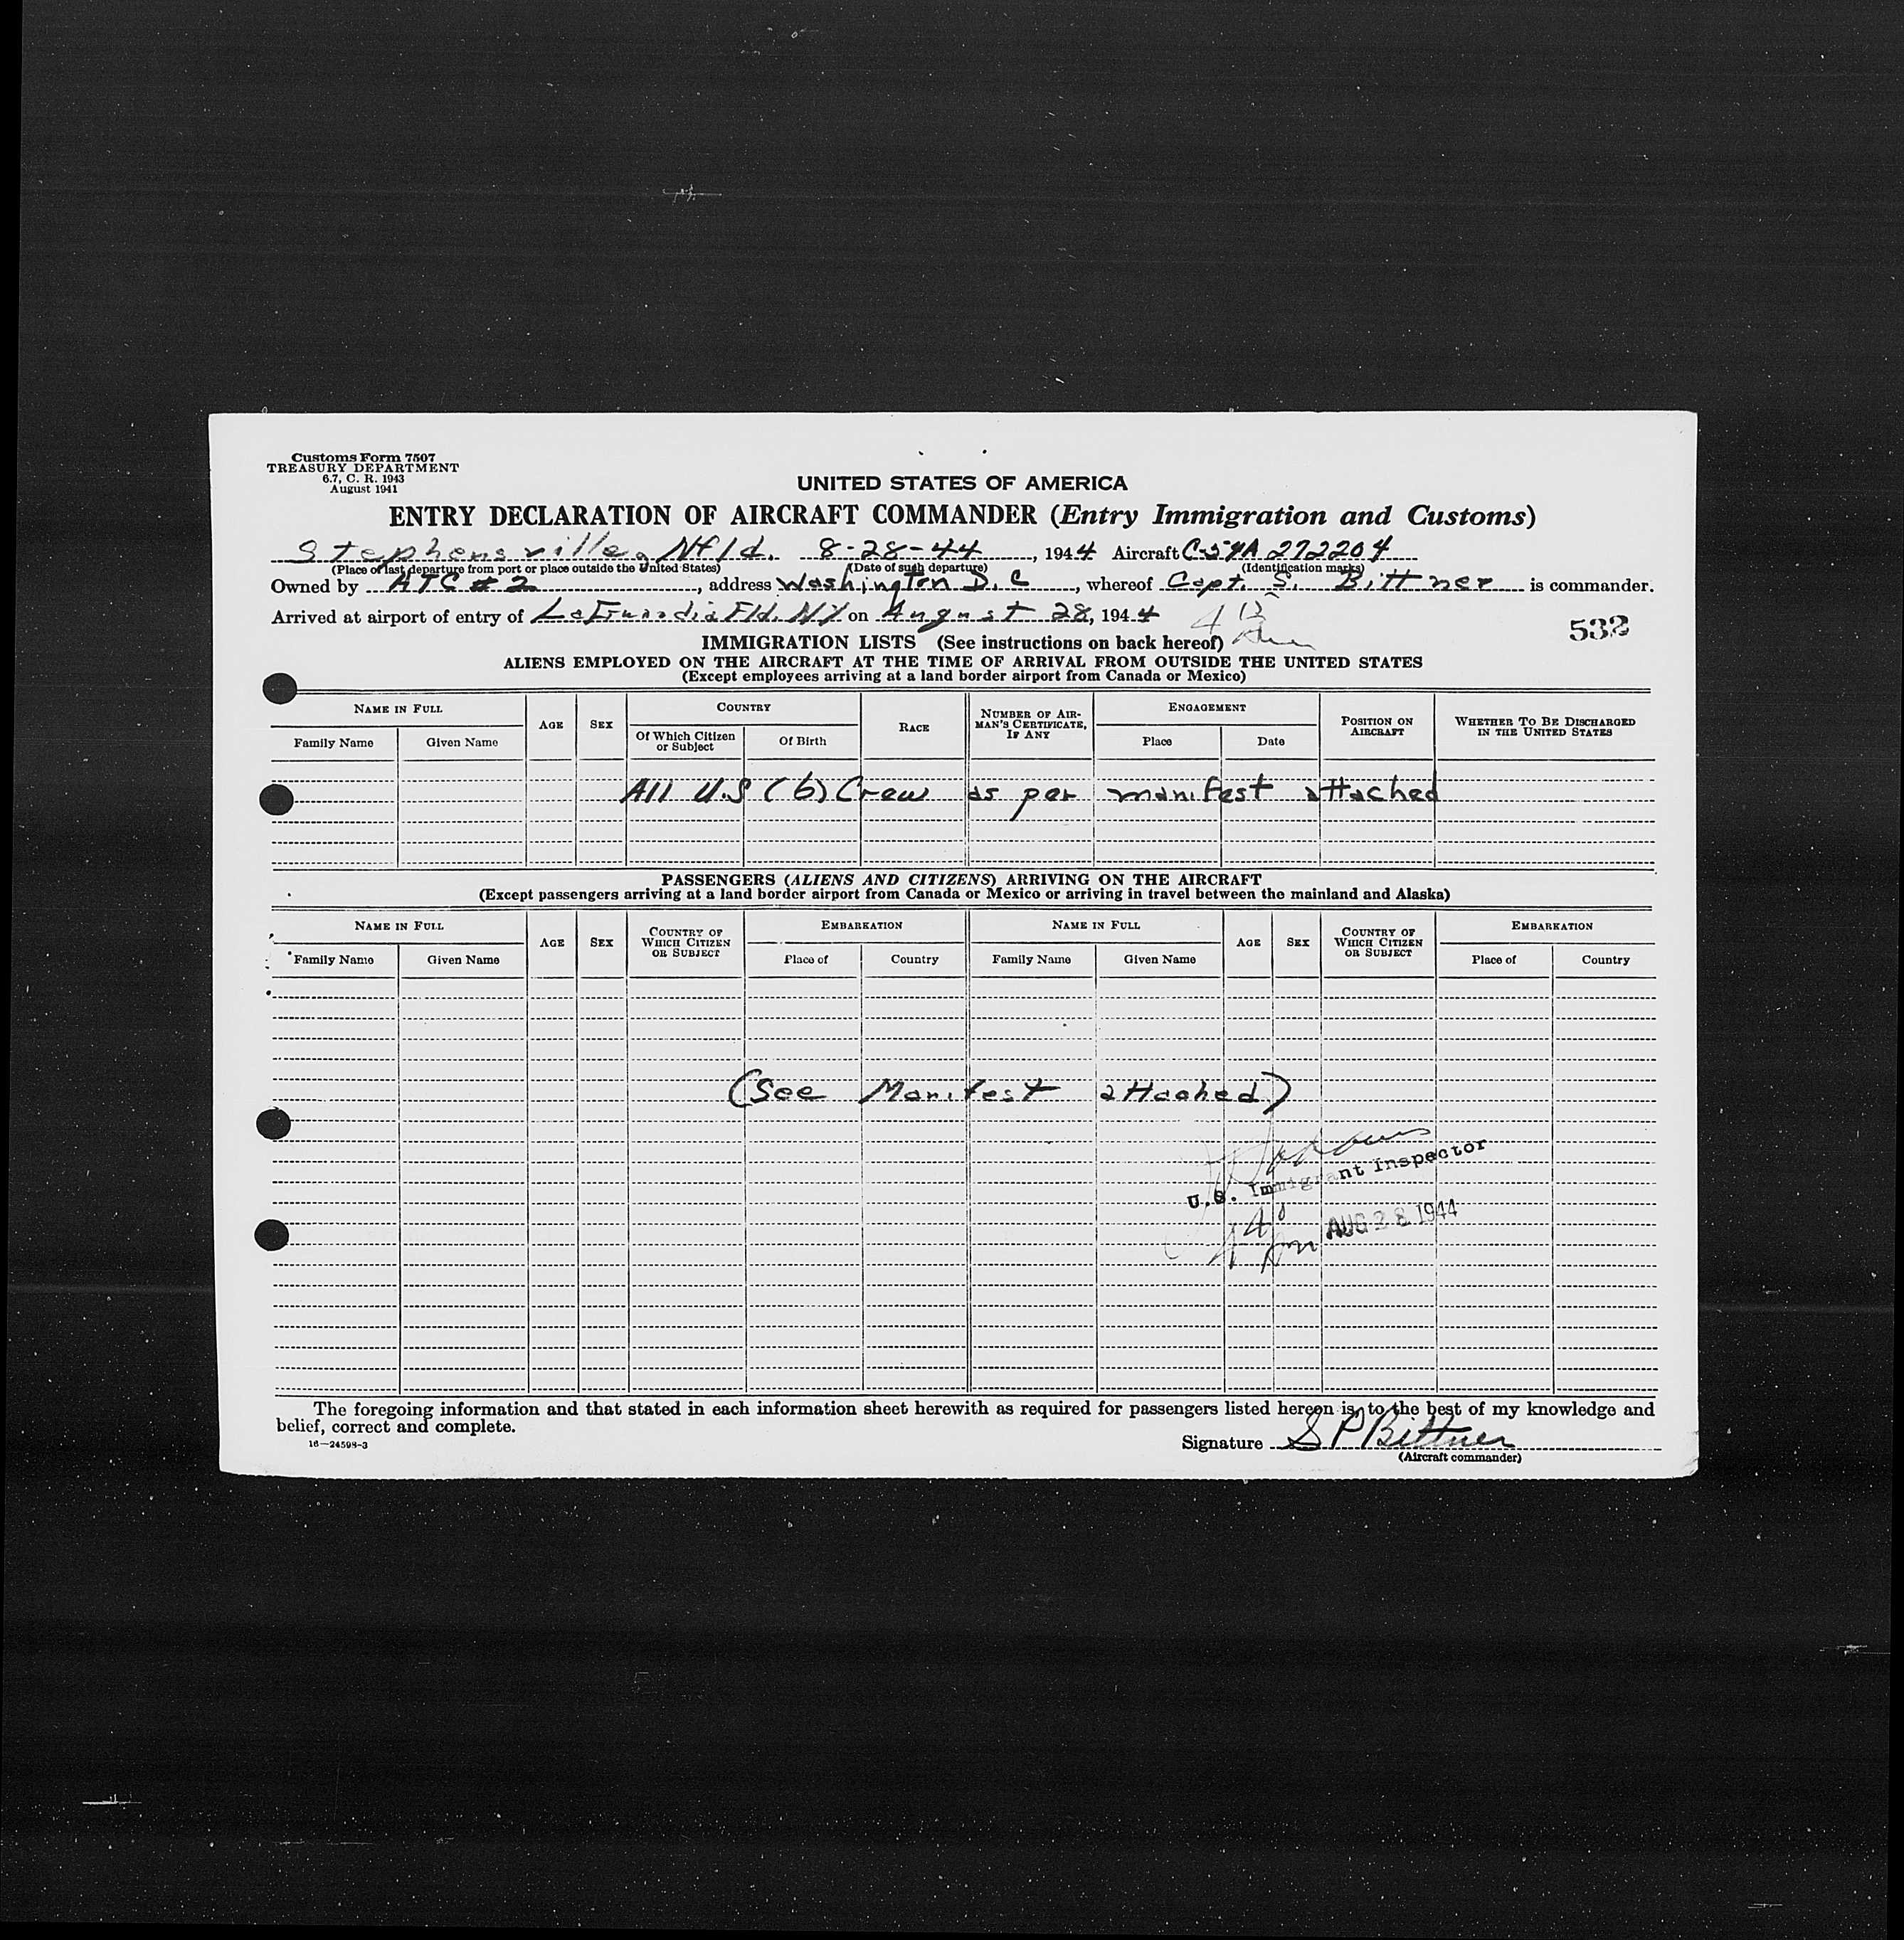 Customs Form 7507
TREASURY DEPARTMENT
6.7, C. R. 1943
August 1941
UNITED STATES OF AMERICA
ENTRY DECLARATION OF AIRCRAFT COMMANDER (Entry Immigration and Customs)
Stephensville, Nfld. 8-28-44, 1944 Aircraft C-54A 272204
(Place of last departure from port or place outside the United States) (Date of such departure) (Identification marks)
Owned by ATC # 2, address Washington D. C, whereof Capt. S. Bittner is commander.
Arrived at airport of entry of LaGuardia Fld. NY on August 28, 1944
532
IMMIGRATION LISTS (See instructions on back hereof)
ALIENS EMPLOYED ON THE AIRCRAFT AT THE TIME OF ARRIVAL FROM OUTSIDE THE UNITED STATES
(Except employees arriving at a land border airport from Canada or Mexico)
NAME IN FULL AGE SEX COUNTRY RACE NUMBER OF AIRMAN'S CERTIFICATE, IF ANY ENGAGEMENT POSITION ON AIRCRAFT WHETHER TO BE DISCHARGED IN THE UNITED STATES
Family Name Given Name Of Which Citizen or Subject Of Birth Place Date
All U.S (6) Crew as per manifest attached
PASSENGERS (ALIENS AND CITIZENS) ARRIVING ON THE AIRCRAFT
(Except passengers arriving at a land border airport from Canada or Mexico or arriving in travel between the mainland and Alaska)
NAME IN FULL AGE SEX COUNTRY OF WHICH CITIZEN OR SUBJECT EMBARKATION NAME IN FULL AGE SEX COUNTRY OF WHICH CITIZEN OR SUBJECT EMBARKATION
Family Name Given Name Place of Country Family Name Given Name Place of Country
(See Manifest attached)
U.S. Immigrant Inspector
AUG 28 1944
The foregoing information and that stated in each information sheet herewith as required for passengers listed hereon is, to the best of my knowledge and
belief, correct and complete.
16—24598-3
Signature S P Bittner
(Aircraft commander)